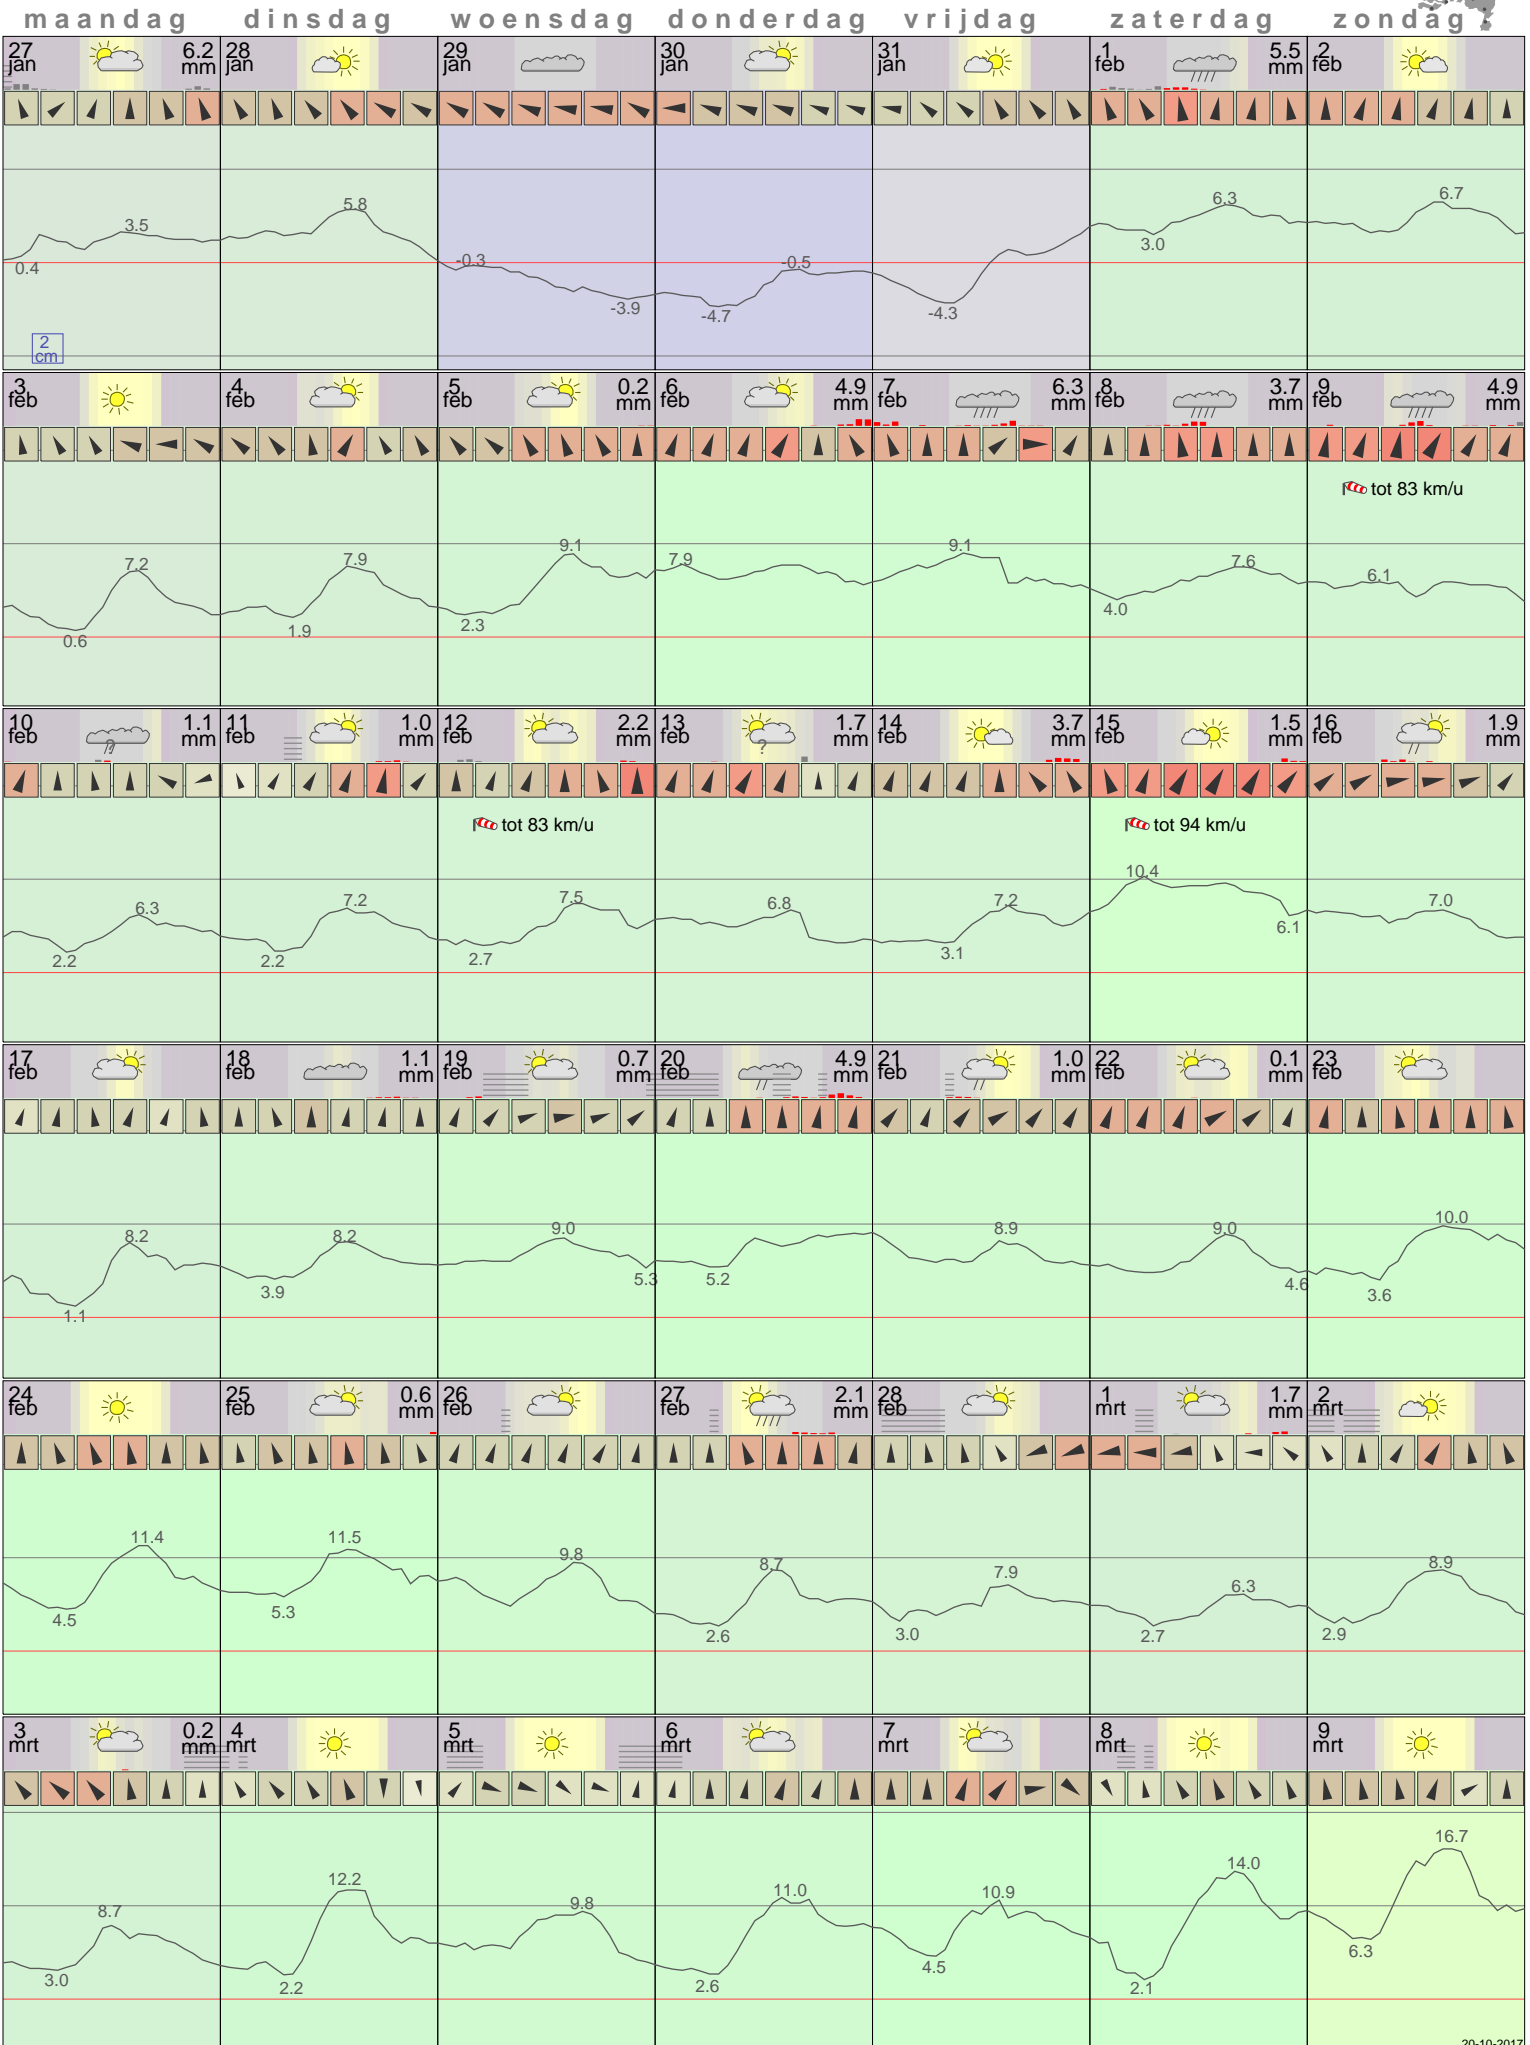 maandag dinsdag woensdag donderdag vrijdag zaterdag zondag
27 jan 6.2 mm 28 jan 29 jan 30 jan 31 jan 1 feb 5.5 mm 2 feb
3.5 5.8 -0.3 -0.5 6.3 6.7
0.4 -3.9 -4.7 -4.3 3.0
2 cm
3 feb 4 feb 5 feb 0.2 mm 6 feb 4.9 mm 7 feb 6.3 mm 8 feb 3.7 mm 9 feb 4.9 mm
tot 83 km/u
7.2 7.9 9.1 7.9 9.1 7.6 6.1
0.6 1.9 2.3 4.0
10 feb ? 1.1 mm 11 feb 1.0 mm 12 feb 2.2 mm 13 feb ? 1.7 mm 14 feb 3.7 mm 15 feb 1.5 mm 16 feb 1.9 mm
tot 83 km/u tot 94 km/u
6.3 7.2 7.5 6.8 7.2 10.4 7.0
2.2 2.2 2.7 3.1 6.1
17 feb 18 feb 1.1 mm 19 feb 0.7 mm 20 feb 4.9 mm 21 feb 1.0 mm 22 feb 0.1 mm 23 feb
8.2 8.2 9.0 8.9 9.0 10.0
1.1 3.9 5.3 5.2 4.6 3.6
24 feb 25 feb 0.6 mm 26 feb 27 feb 2.1 mm 28 feb 1 mrt 1.7 mm 2 mrt
11.4 11.5 9.8 8.7 7.9 6.3 8.9
4.5 5.3 2.6 3.0 2.7 2.9
3 mrt 0.2 mm 4 mrt 5 mrt 6 mrt 7 mrt 8 mrt 9 mrt
8.7 12.2 9.8 11.0 10.9 14.0 16.7
3.0 2.2 2.6 4.5 2.1 6.3
20-10-2017